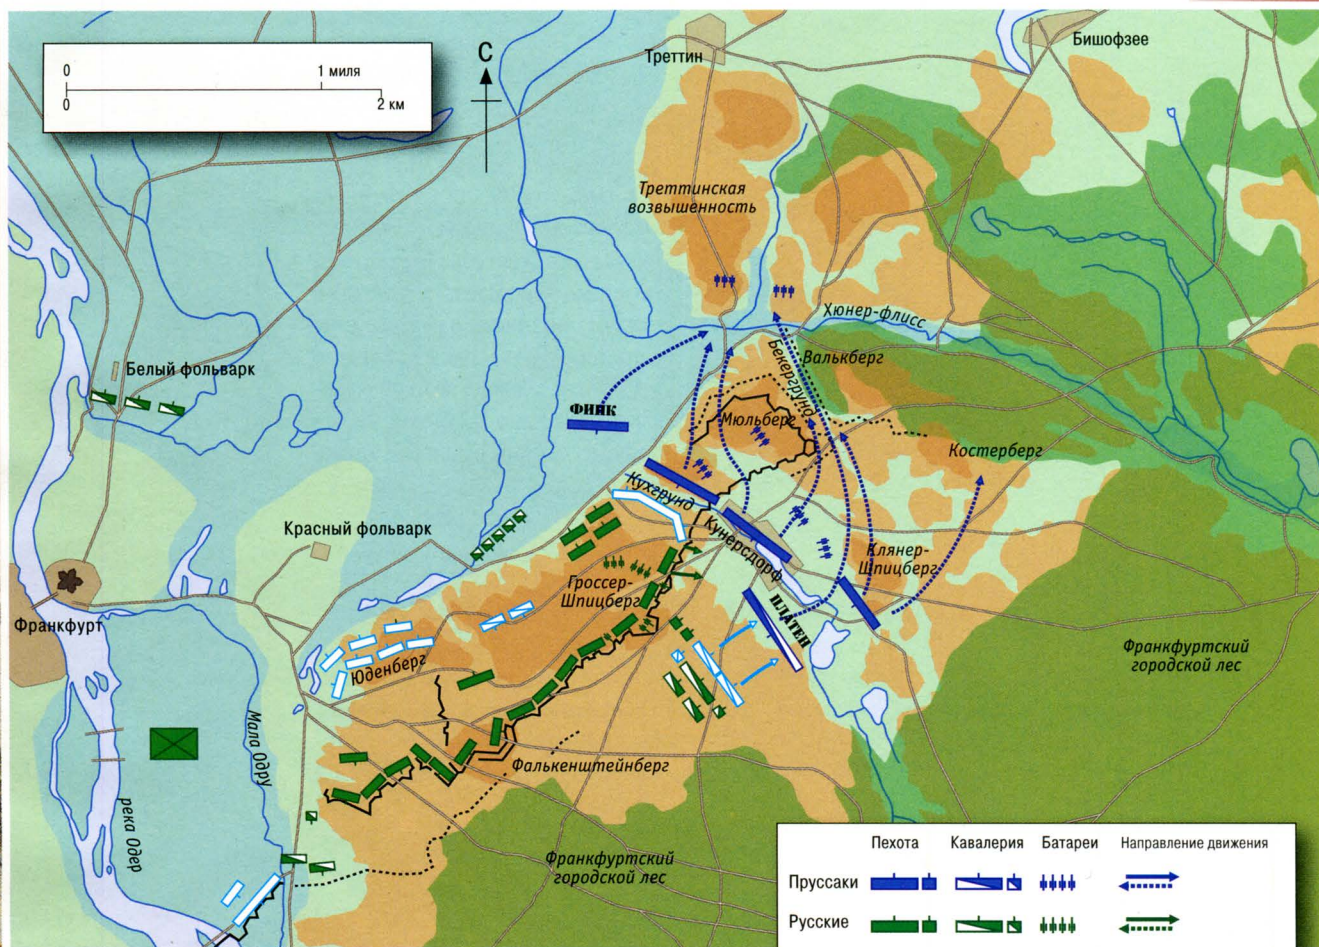 0 1 миля
0 2 км
С
Треттин
Бишофзее
Треттинская
возвышенность
Хюнер-флисс
Бекергрунд
Валькберг
Белый фольварк
ФИНК
Мюльберг
Костерберг
Кухгрунд
Кунерсдорф
Красный фольварк
Клянер-
Шпицберг
Гроссер-
Шпицберг
ПЛАТЕН
Франкфурт
Юденберг
Франкфуртский
городской лес
Мала Одру
Фалькенштейнберг
река Одер
Франкфуртский
городской лес
Пехота Кавалерия Батареи Направление движения
Пруссаки
Русские